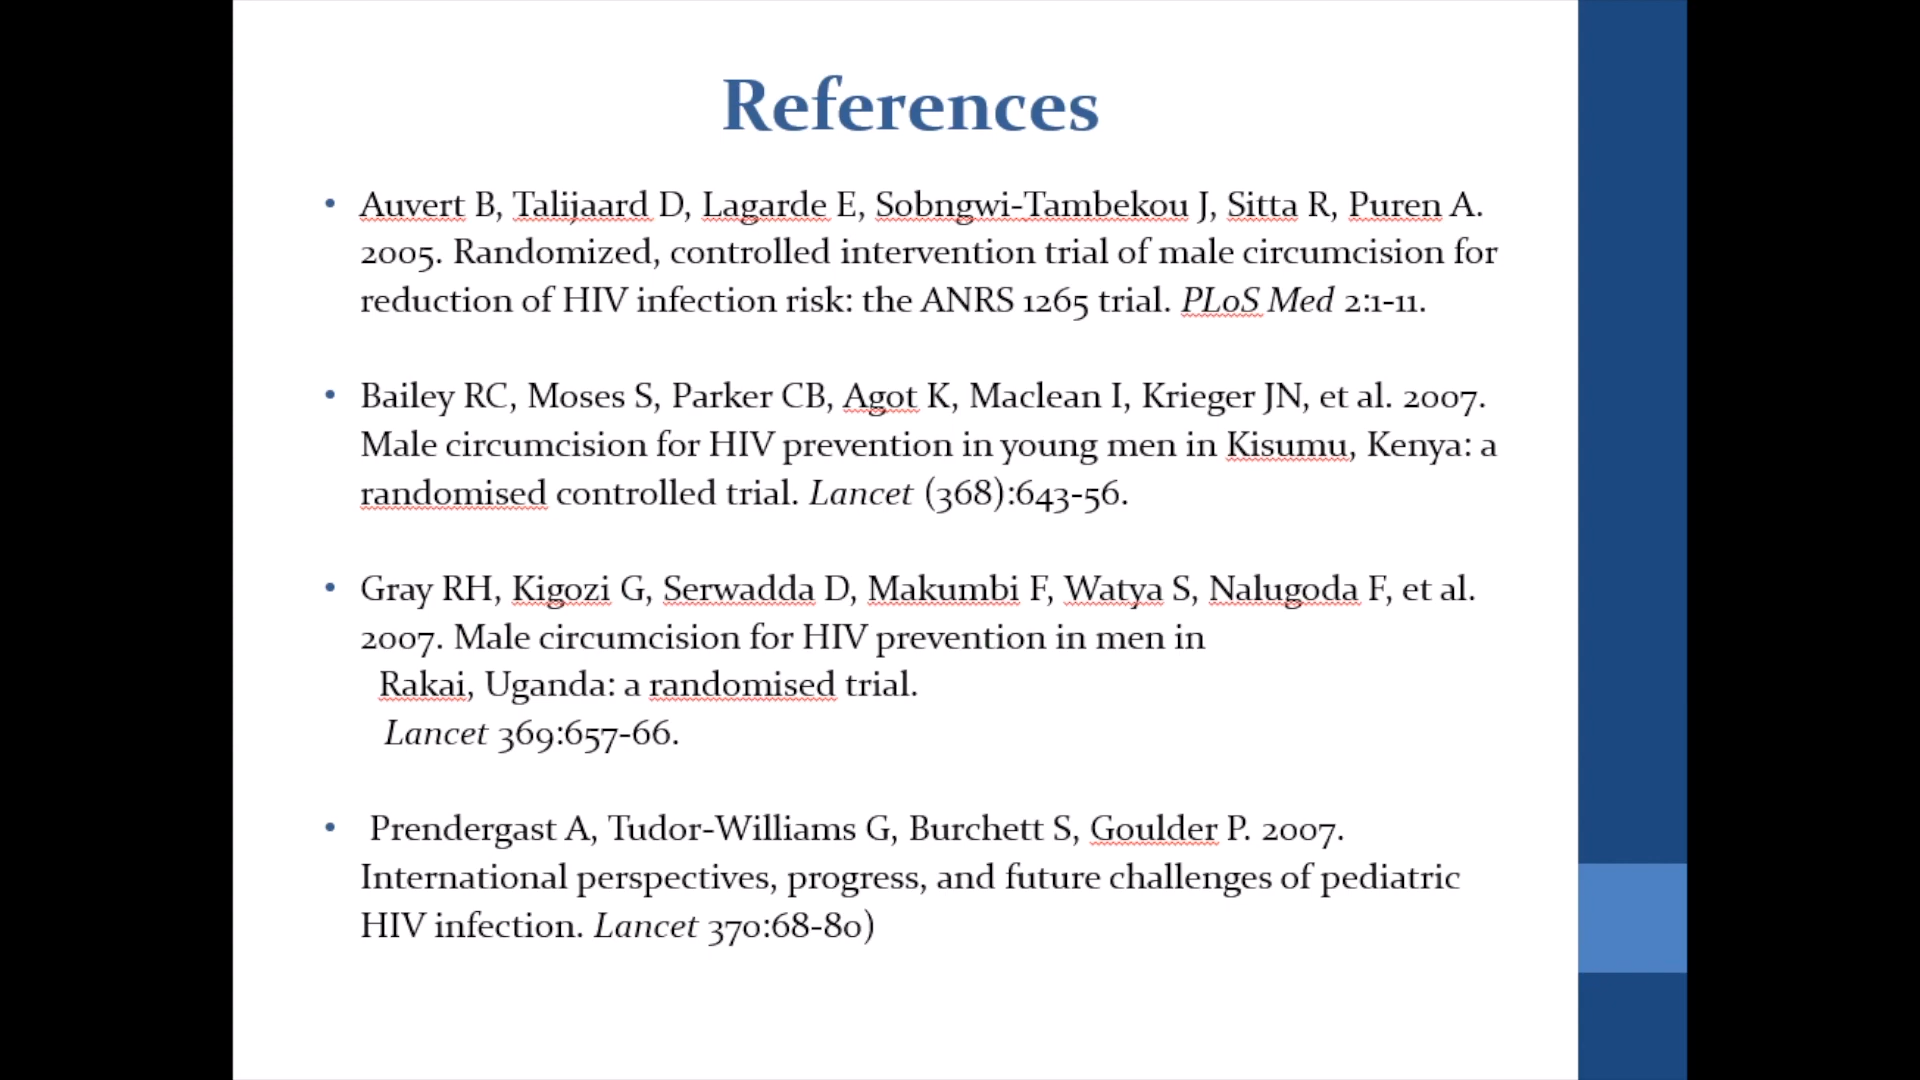 References
• Auvert B, Talijaard D, Lagarde E, Sobngwi-Tambekou J, Sitta R, Puren A.
2005. Randomized, controlled intervention trial of male circumcision for
reduction of HIV infection risk: the ANRS 1265 trial. PLoS Med 2:1-11.
• Bailey RC, Moses S, Parker CB, Agot K, Maclean I, Krieger JN, et al. 2007.
Male circumcision for HIV prevention in young men in Kisumu, Kenya: a
randomised controlled trial. Lancet (368):643-56.
• Gray RH, Kigozi G, Serwadda D, Makumbi F, Watya S, Nalugoda F, et al.
2007. Male circumcision for HIV prevention in men in
Rakai, Uganda: a randomised trial.
Lancet 369:657-66.
• Prendergast A, Tudor-Williams G, Burchett S, Goulder P. 2007.
International perspectives, progress, and future challenges of pediatric
HIV infection. Lancet 370:68-80)